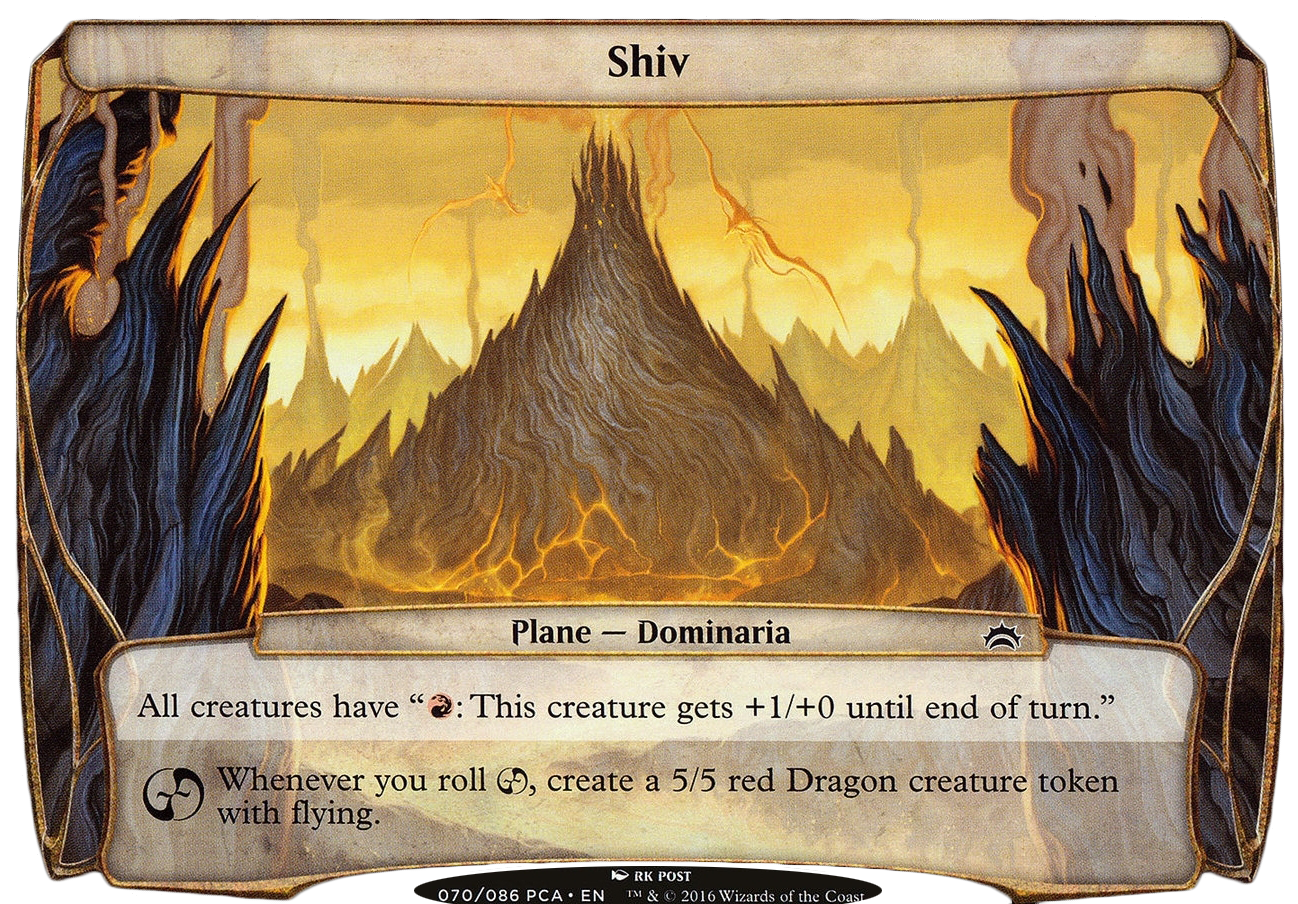 Shiv
Plane — Dominaria
All creatures have “: This creature gets +1/+0 until end of turn.”
Whenever you roll , create a 5/5 red Dragon creature token
with flying.
RK POST
070/086 PCA • EN ™ & © 2016 Wizards of the Coast